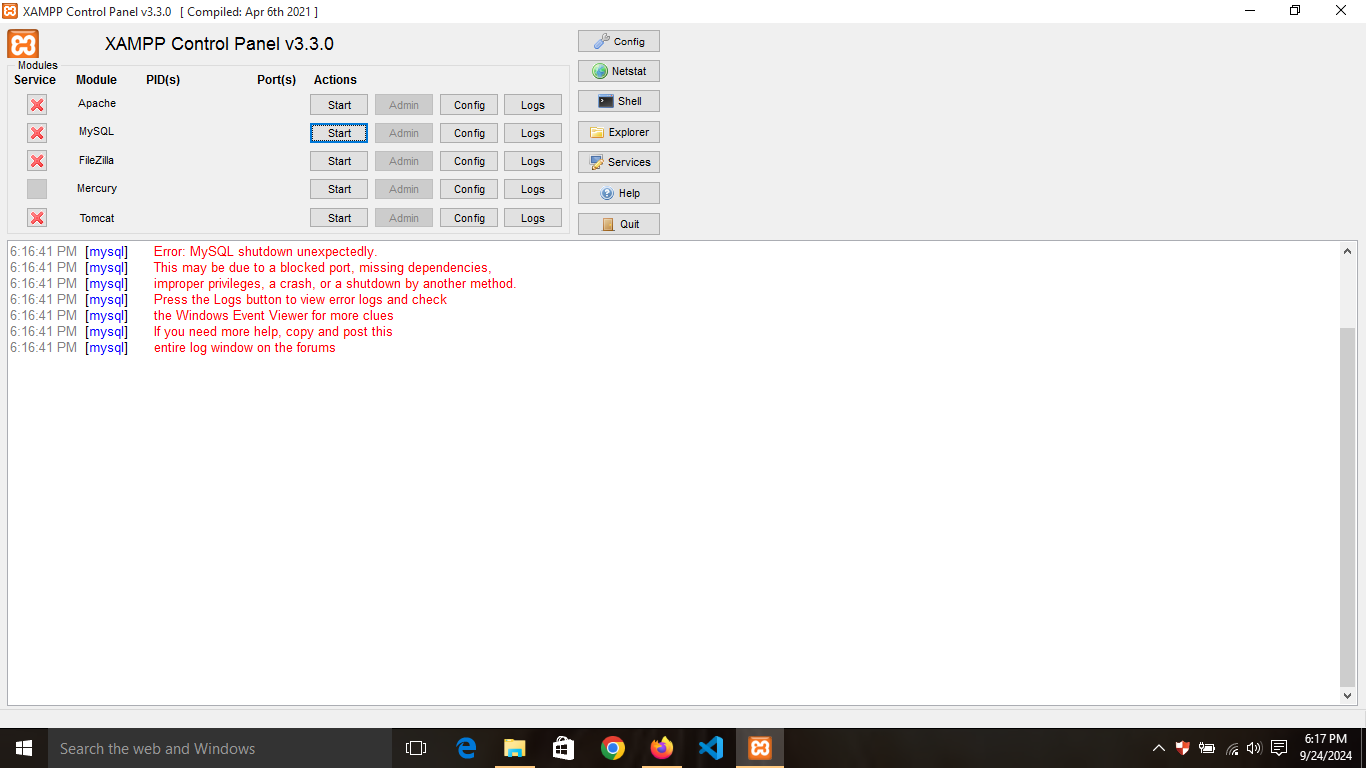 XAMPP Control Panel v3.3.0 [ Compiled: Apr 6th 2021 ]
XAMPP Control Panel v3.3.0
Config
Modules
Service Module PID(s) Port(s) Actions
Netstat
Apache Start Admin Config Logs
Shell
MySQL Start Admin Config Logs
Explorer
FileZilla Start Admin Config Logs
Services
Mercury Start Admin Config Logs
Help
Tomcat Start Admin Config Logs
Quit
6:16:41 PM [mysql] Error: MySQL shutdown unexpectedly.
6:16:41 PM [mysql] This may be due to a blocked port, missing dependencies,
6:16:41 PM [mysql] improper privileges, a crash, or a shutdown by another method.
6:16:41 PM [mysql] Press the Logs button to view error logs and check
6:16:41 PM [mysql] the Windows Event Viewer for more clues
6:16:41 PM [mysql] If you need more help, copy and post this
6:16:41 PM [mysql] entire log window on the forums
Search the web and Windows
6:17 PM
9/24/2024